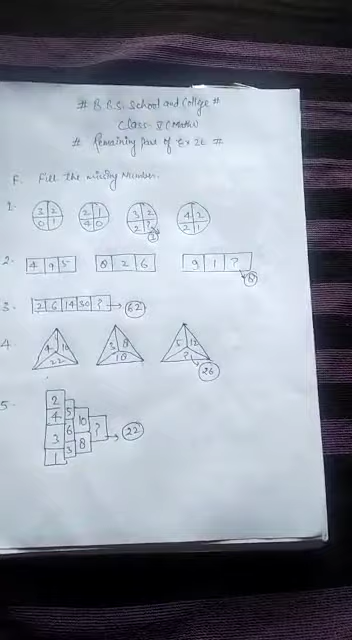 # B.B.S. School and College #
Class - V (Maths)
# Remaining part of Ex 2E #
F. Fill the missing Number.
1. 3 2 0 1 2 1 4 0 3 2 2 ? 4 2 2 1
1
2. 4 9 5 8 2 6 9 1 ?
8
3. 2 6 14 30 ? → 62
4. 4 18 22 3 18 5 12 ?
26
5. 2 4 3 1 5 6 3 10 8 ? → 22